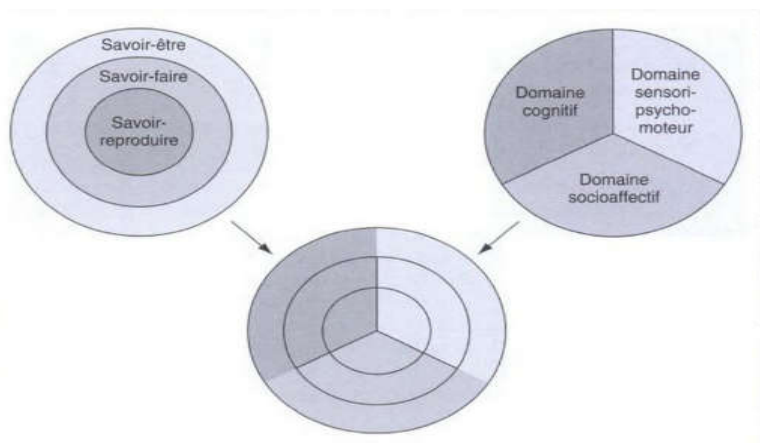 Savoir-être
Savoir-faire
Savoir-
reproduire
Domaine
cognitif
Domaine
sensori-
psycho-
moteur
Domaine
socioaffectif